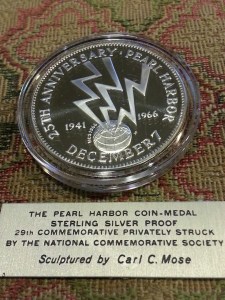 25TH ANNIVERSARY · PEARL HARBOR
1941
1966
DECEMBER 7
THE PEARL HARBOR COIN-MEDAL
STERLING SILVER PROOF
29th COMMEMORATIVE PRIVATELY STRUCK
BY THE NATIONAL COMMEMORATIVE SOCIETY
Sculptured by Carl C. Mose